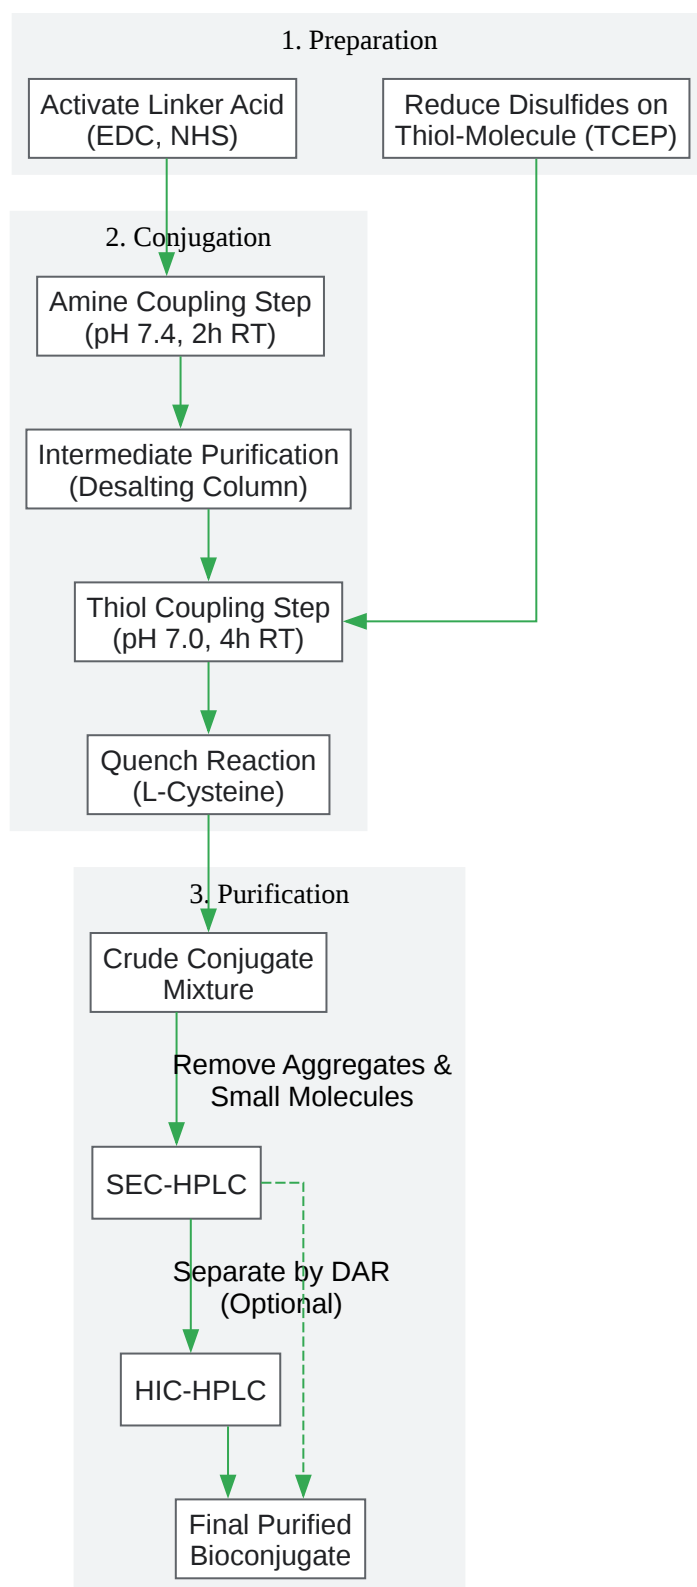 1. Preparation
Activate Linker Acid
(EDC, NHS)
Reduce Disulfides on
Thiol-Molecule (TCEP)
2. Conjugation
Amine Coupling Step
(pH 7.4, 2h RT)
Intermediate Purification
(Desalting Column)
Thiol Coupling Step
(pH 7.0, 4h RT)
Quench Reaction
(L-Cysteine)
3. Purification
Crude Conjugate
Mixture
Remove Aggregates &
Small Molecules
SEC-HPLC
Separate by DAR
(Optional)
HIC-HPLC
Final Purified
Bioconjugate